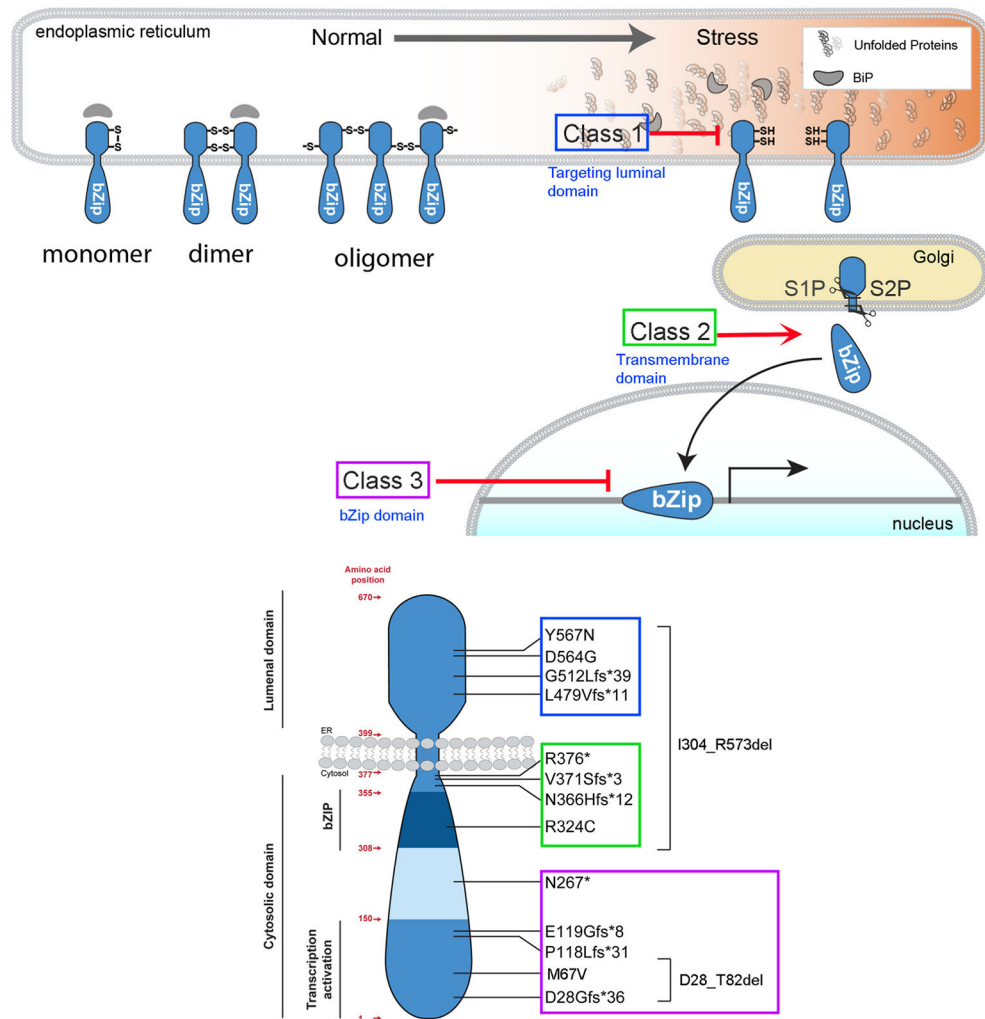 endoplasmic reticulum
Normal
Stress
Unfolded Proteins
BiP
Class 1
Targeting luminal
domain
S
S
bZip
S-S
S-S
bZip
bZip
-S
S-S
S-S
S-
bZip
bZip
bZip
SH
SH
bZip
SH
SH
bZip
monomer
dimer
oligomer
Golgi
S1P
S2P
Class 2
Transmembrane
domain
bZip
Class 3
bZip domain
bZip
nucleus
Amino acid
position
670
Lumenal domain
Y567N
D564G
G512Lfs*39
L479Vfs*11
I304_R573del
399
ER
Cytosol
377
355
bZIP
308
R376*
V371Sfs*3
N366Hfs*12
R324C
Cytosolic domain
N267*
150
Transcription
activation
E119Gfs*8
P118Lfs*31
M67V
D28Gfs*36
D28_T82del
1